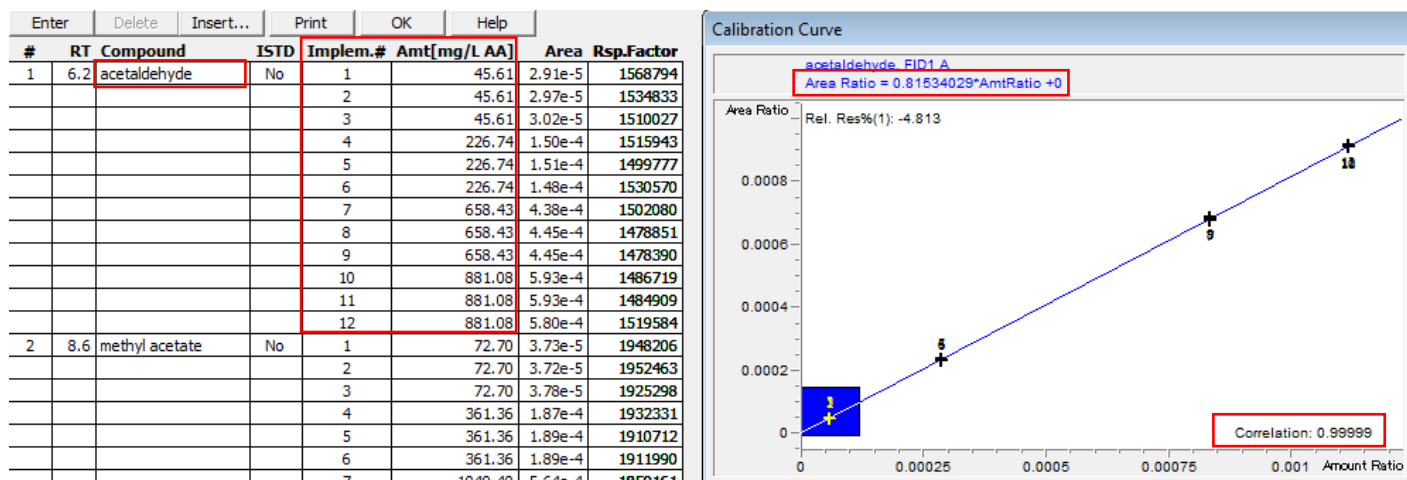 Enter Delete Insert... Print OK Help
# RT Compound ISTD Implem.# Amt[mg/L AA] Area Rsp.Factor
1 6.2 acetaldehyde No 1 45.61 2.91e-5 1568794
2 45.61 2.97e-5 1534833
3 45.61 3.02e-5 1510027
4 226.74 1.50e-4 1515943
5 226.74 1.51e-4 1499777
6 226.74 1.48e-4 1530570
7 658.43 4.38e-4 1502080
8 658.43 4.45e-4 1478851
9 658.43 4.45e-4 1478390
10 881.08 5.93e-4 1486719
11 881.08 5.93e-4 1484909
12 881.08 5.80e-4 1519584
2 8.6 methyl acetate No 1 72.70 3.73e-5 1948206
2 72.70 3.72e-5 1952463
3 72.70 3.78e-5 1925298
4 361.36 1.87e-4 1932331
5 361.36 1.89e-4 1910712
6 361.36 1.89e-4 1911990
Calibration Curve
acetaldehyde, FID1 A
Area Ratio = 0.81534029*AmtRatio +0
Area Ratio
Rel. Res%(1): -4.813
0.0008
0.0006
0.0004
0.0002
0
9
Correlation: 0.99999
0 0.00025 0.0005 0.00075 0.001 Amount Ratio